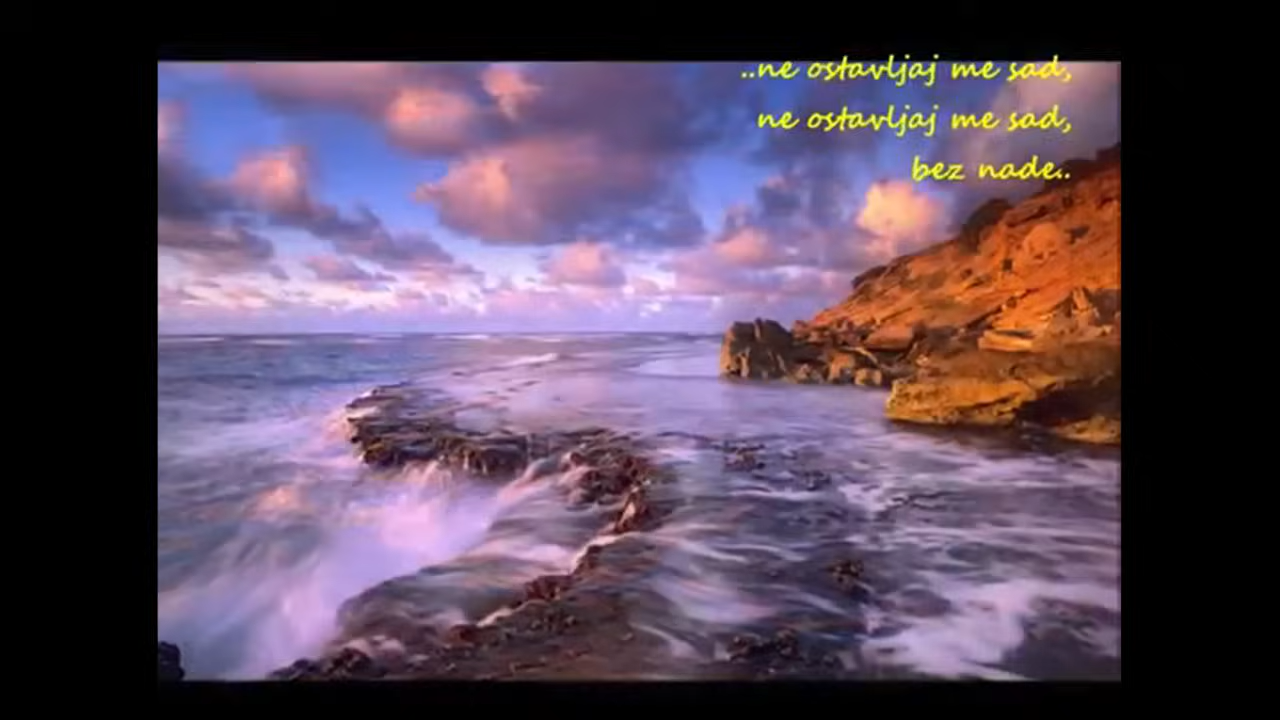 ..ne ostavljaj me sad,
ne ostavljaj me sad,
bez nade..